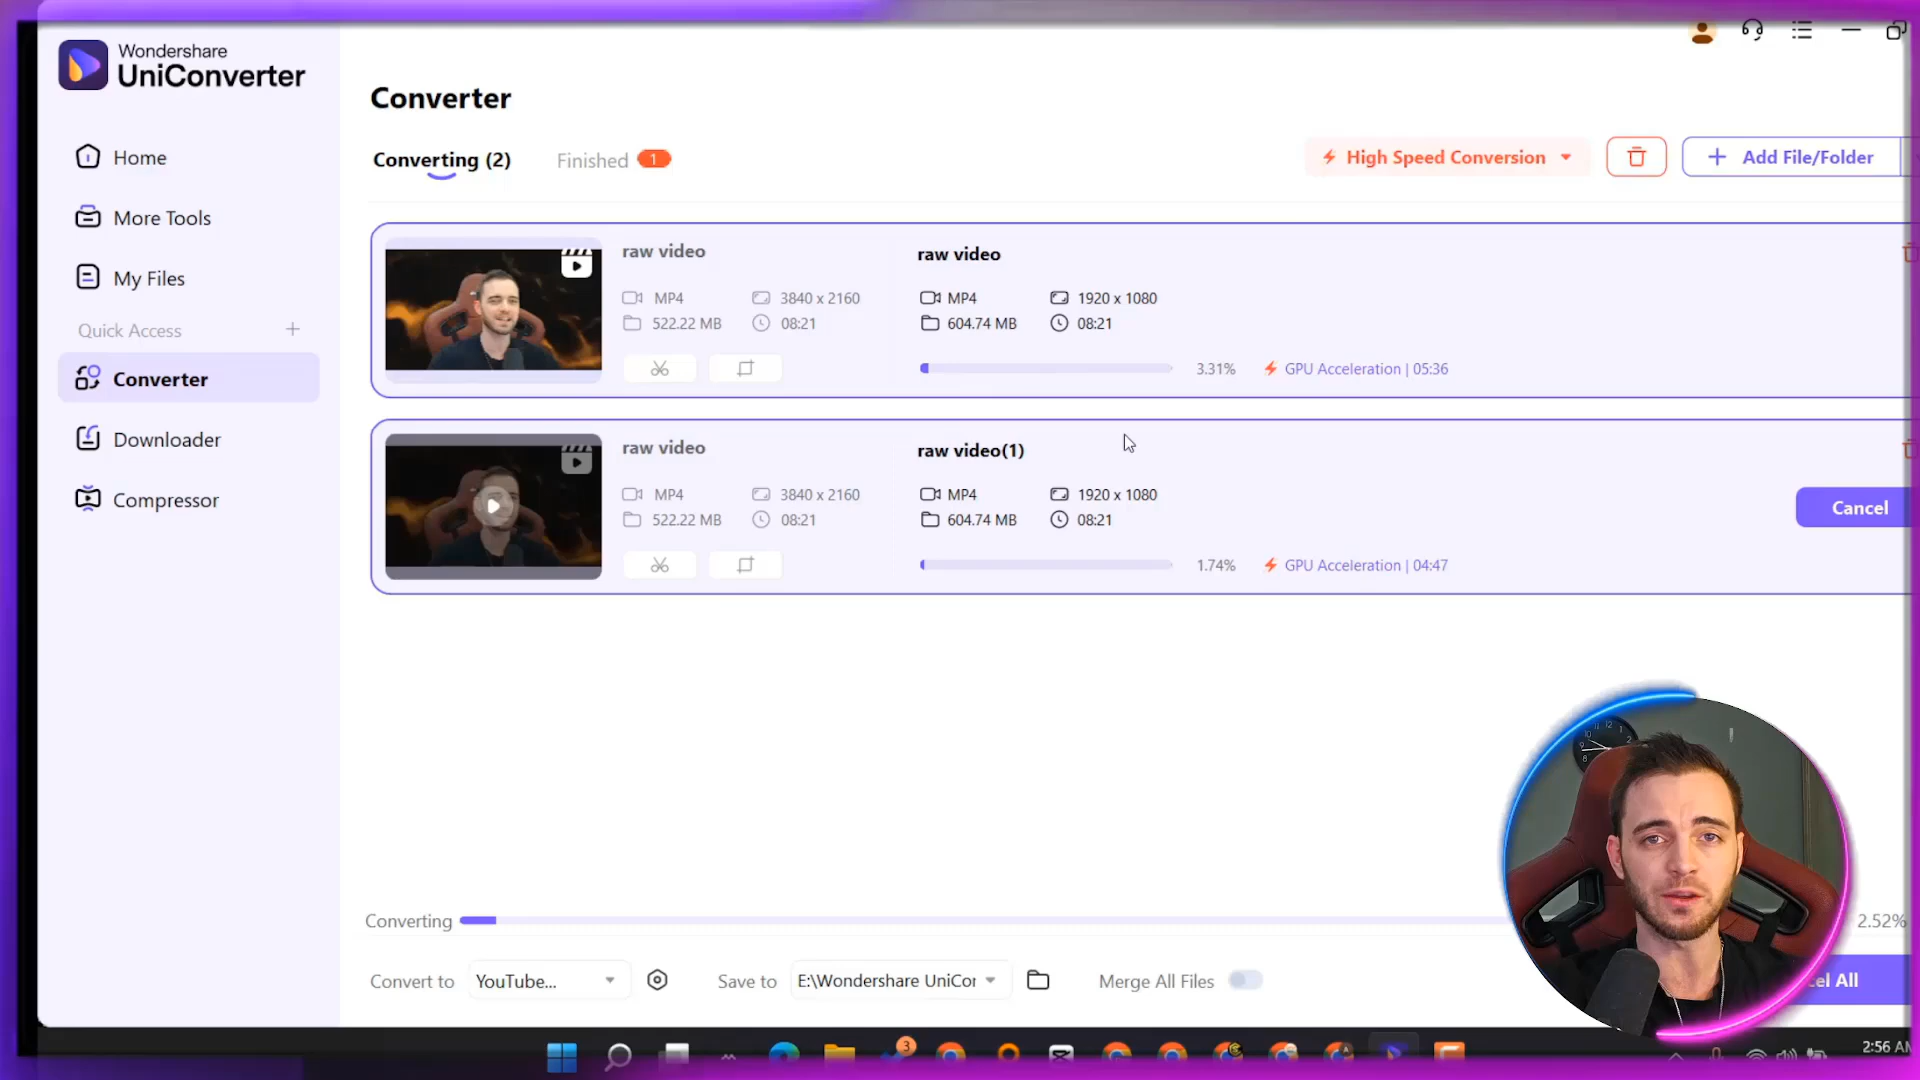 Wondershare
UniConverter
Home
More Tools
My Files
Quick Access
Converter
Downloader
Compressor
Converter
Converting (2)
Finished 1
High Speed Conversion
Add File/Folder
raw video
MP4
3840 x 2160
522.22 MB
08:21
raw video
MP4
1920 x 1080
604.74 MB
08:21
3.31%
GPU Acceleration | 05:36
raw video
MP4
3840 x 2160
522.22 MB
08:21
raw video(1)
MP4
1920 x 1080
604.74 MB
08:21
1.74%
GPU Acceleration | 04:47
Cancel
Converting
2.52%
Convert to
YouTube...
Save to
E:\Wondershare UniCor
Merge All Files
el All
3
2:56 AM